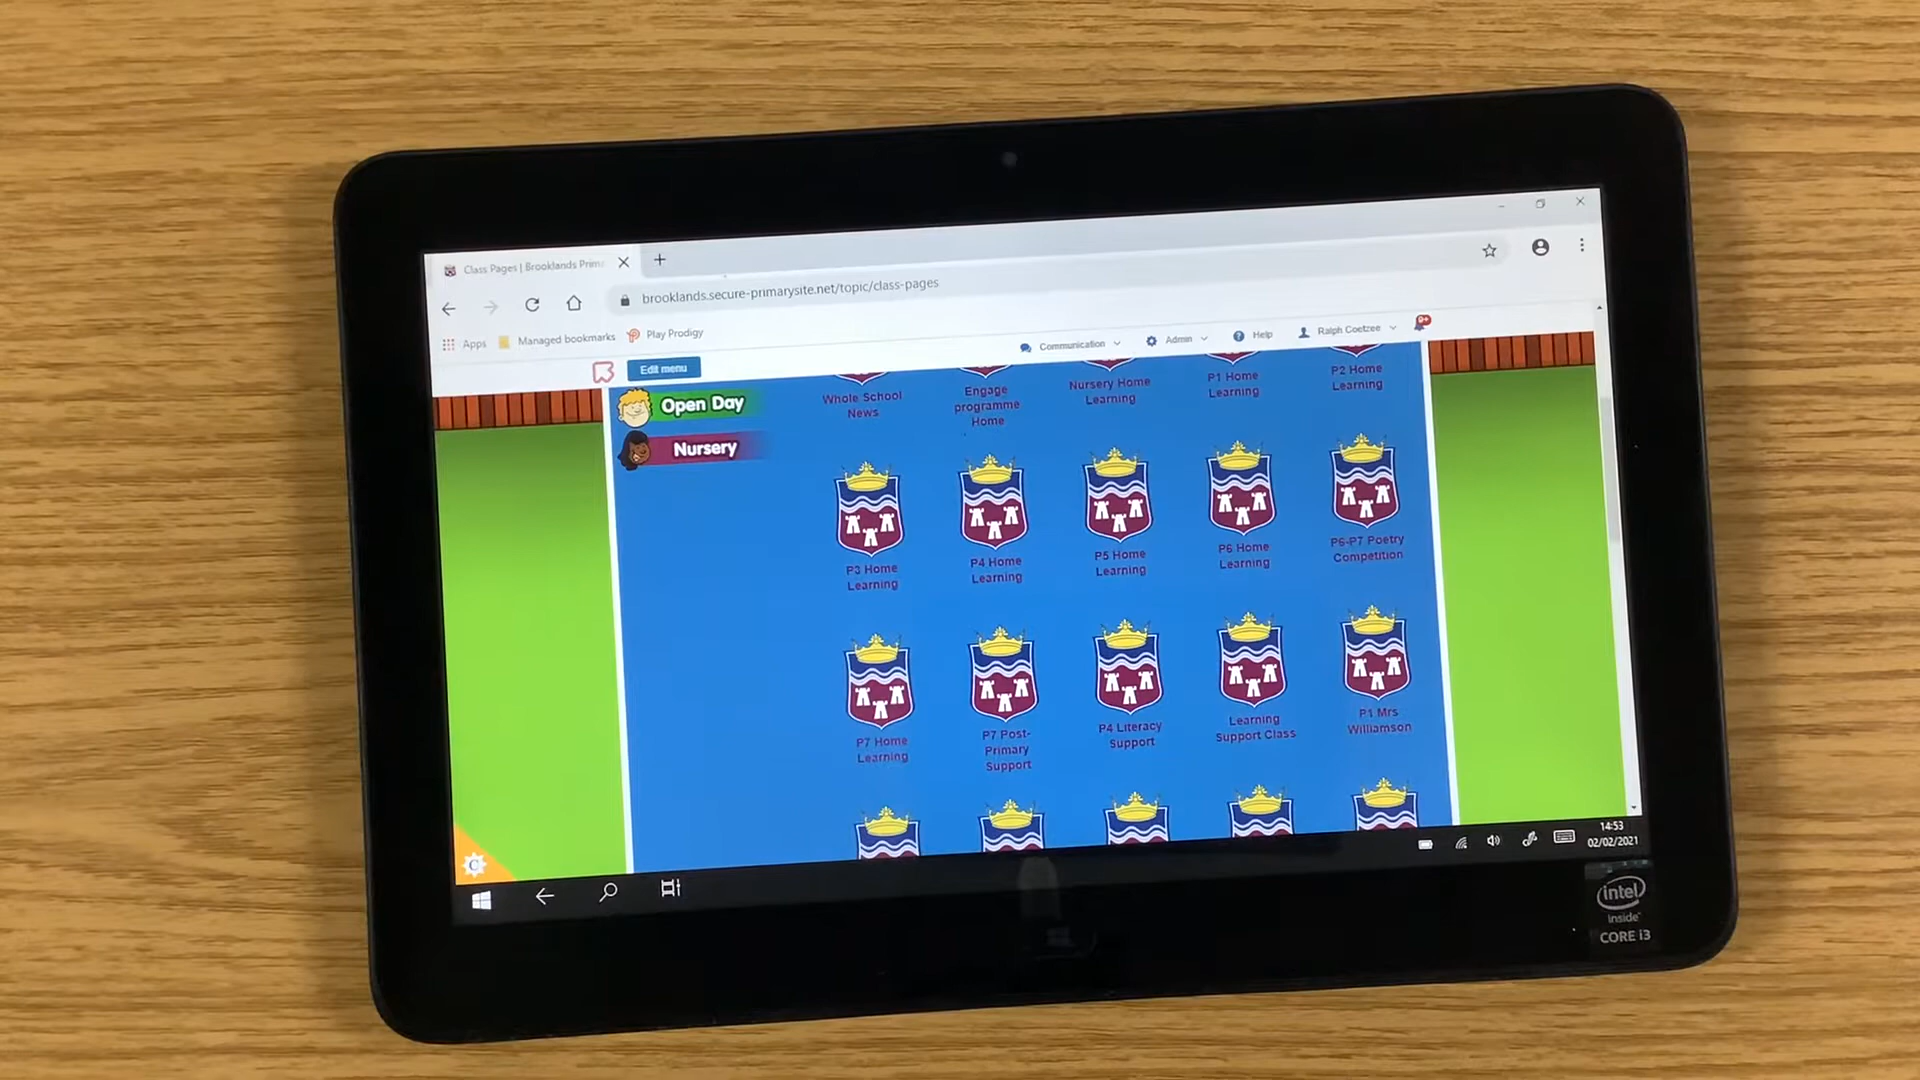 Class Pages | Brooklands Prim
brooklands.secure-primarysite.net/topic/class-pages
Apps Managed bookmarks Play Prodigy
Communication Admin Help Ralph Coetzee 9+
Edit menu
Open Day
Nursery
Whole School
News
Engage
programme
Home
Nursery Home
Learning
P1 Home
Learning
P2 Home
Learning
P3 Home
Learning
P4 Home
Learning
P5 Home
Learning
P6 Home
Learning
P6-P7 Poetry
Competition
P7 Home
Learning
P7 Post-
Primary
Support
P4 Literacy
Support
Learning
Support Class
P1 Mrs
Williamson
C
14:53
02/02/2021
intel
inside
CORE i3